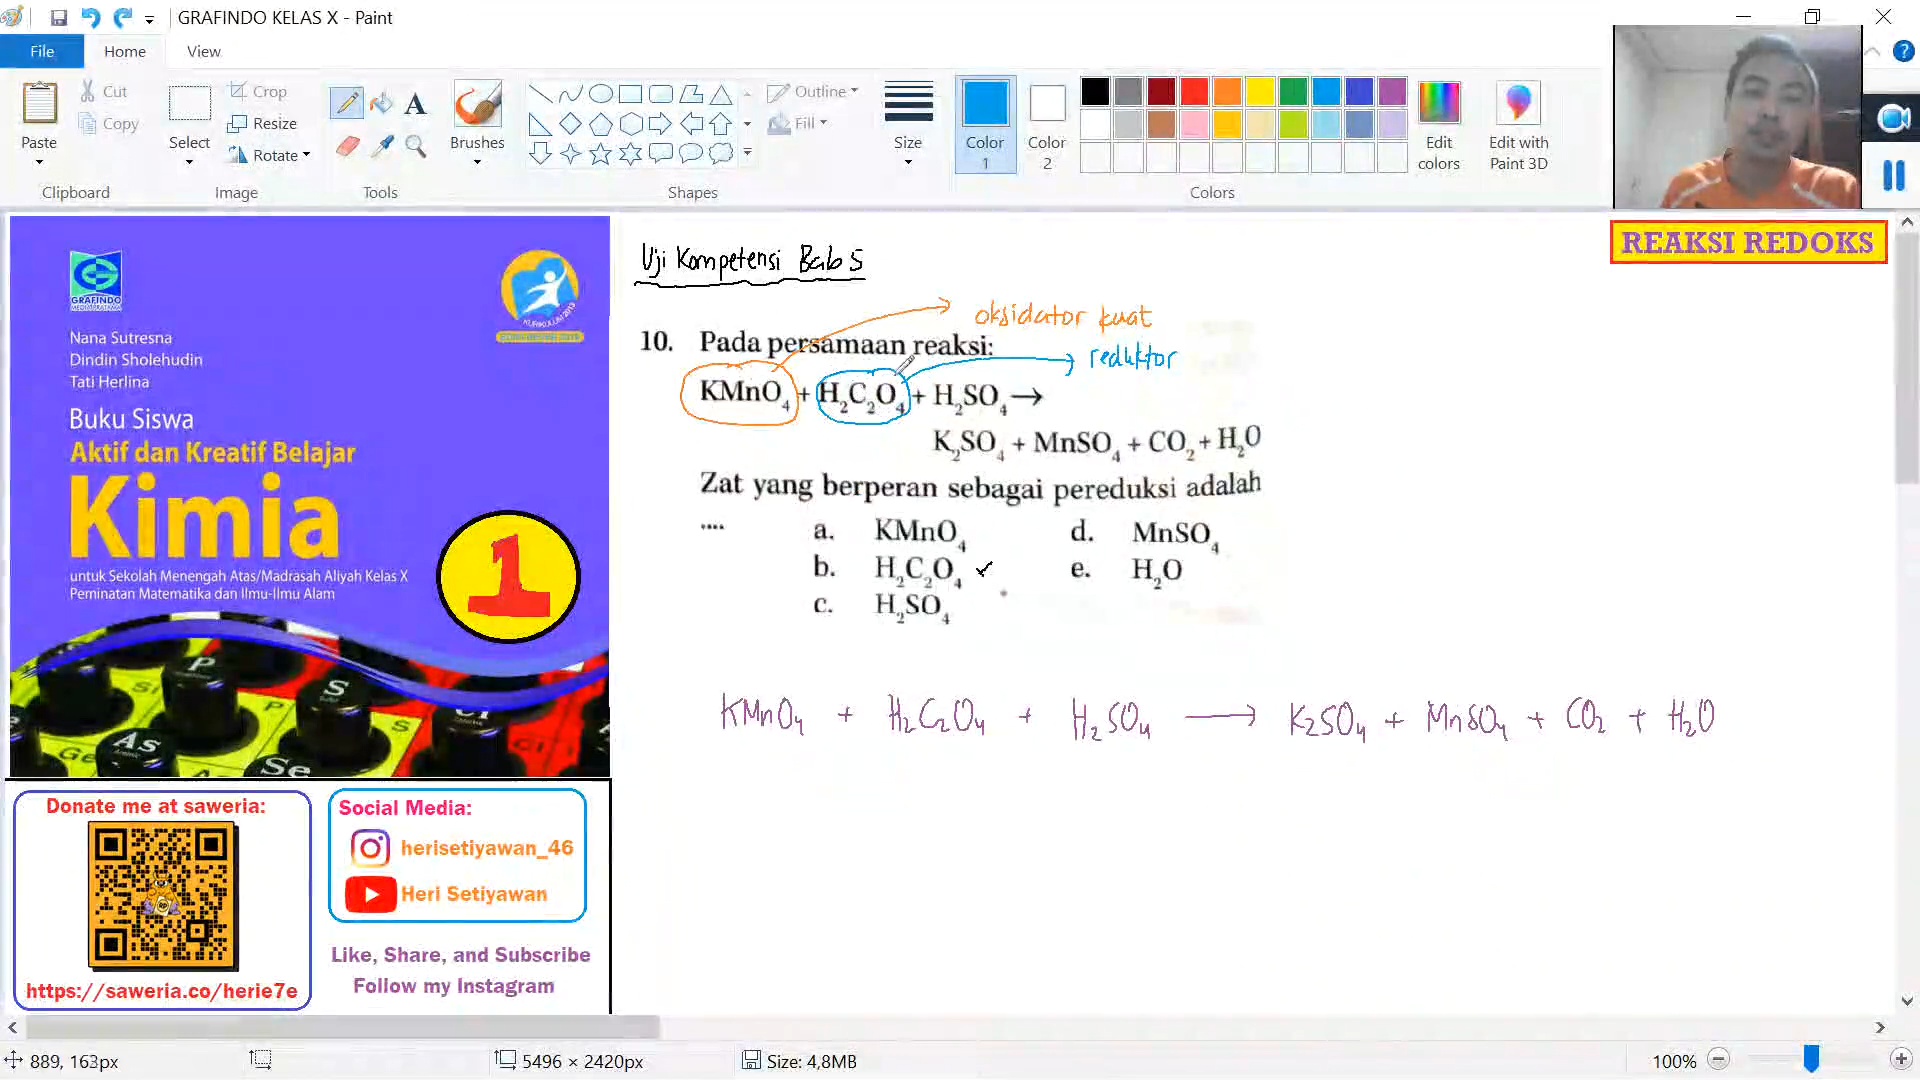 GRAFINDO KELAS X - Paint
File
Home
View
Paste
Cut
Copy
Clipboard
Select
Crop
Resize
Rotate
Image
A
Tools
Brushes
Outline
Fill
Shapes
Size
Color
1
Color
2
Edit
colors
Edit with
Paint 3D
Colors
REAKSI REDOKS
GRAFINDO
Nana Sutresna
Dindin Sholehudin
Tati Herlina
KURIKULUM 2013
Buku Siswa
Aktif dan Kreatif Belajar
Kimia
1
untuk Sekolah Menengah Atas/Madrasah Aliyah Kelas X
Peminatan Matematika dan Ilmu-Ilmu Alam
P
S
As
Se
Cl
Donate me at saweria:
https://saweria.co/herie7e
Social Media:
herisetiyawan_46
Heri Setiyawan
Like, Share, and Subscribe
Follow my Instagram
Uji Kompetensi Bab 5
oksidator kuat
reduktor
10. Pada persamaan reaksi:
KMnO₄ + H₂C₂O₄ + H₂SO₄ →
K₂SO₄ + MnSO₄ + CO₂ + H₂O
Zat yang berperan sebagai pereduksi adalah
....
a. KMnO₄
b. H₂C₂O₄ ✓
c. H₂SO₄
d. MnSO₄
e. H₂O
KMnO₄ + H₂C₂O₄ + H₂SO₄ → K₂SO₄ + MnSO₄ + CO₂ + H₂O
889, 163px
5496 × 2420px
Size: 4,8MB
100%